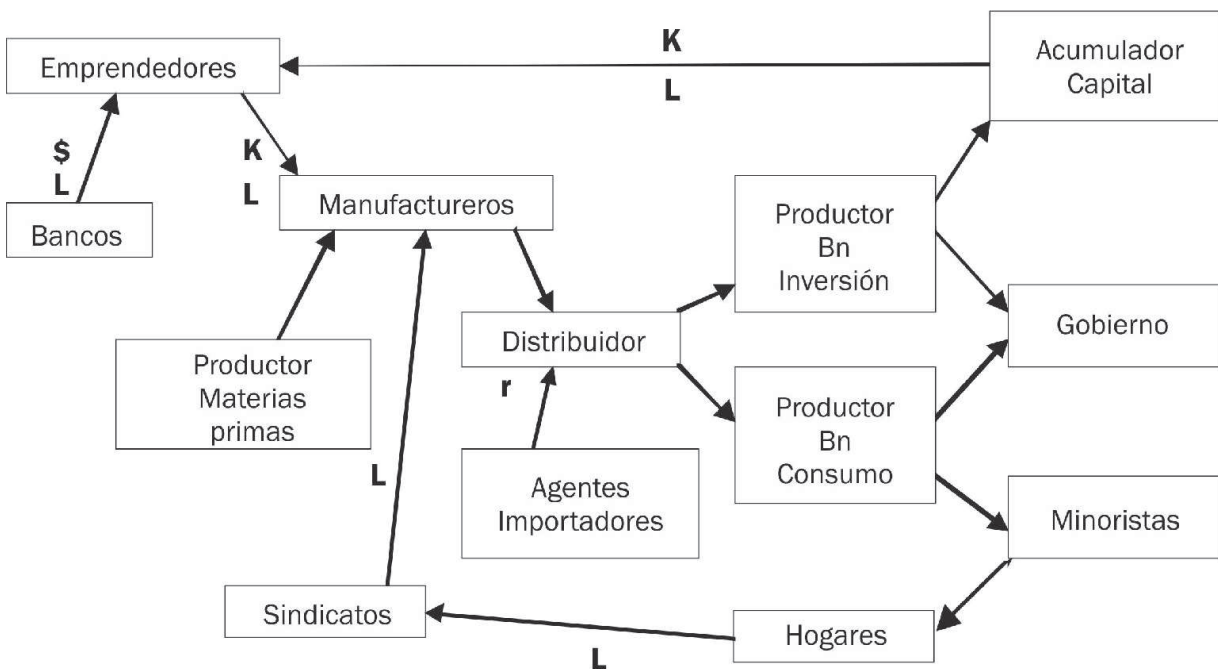 K
Emprendedores
Acumulador
Capital
L
$
L
K
L
Bancos
Manufactureros
Productor
Bn
Inversión
Gobierno
Distribuidor
Productor
Materias
primas
r
Productor
Bn
Consumo
L
Agentes
Importadores
Minoristas
Sindicatos
Hogares
L